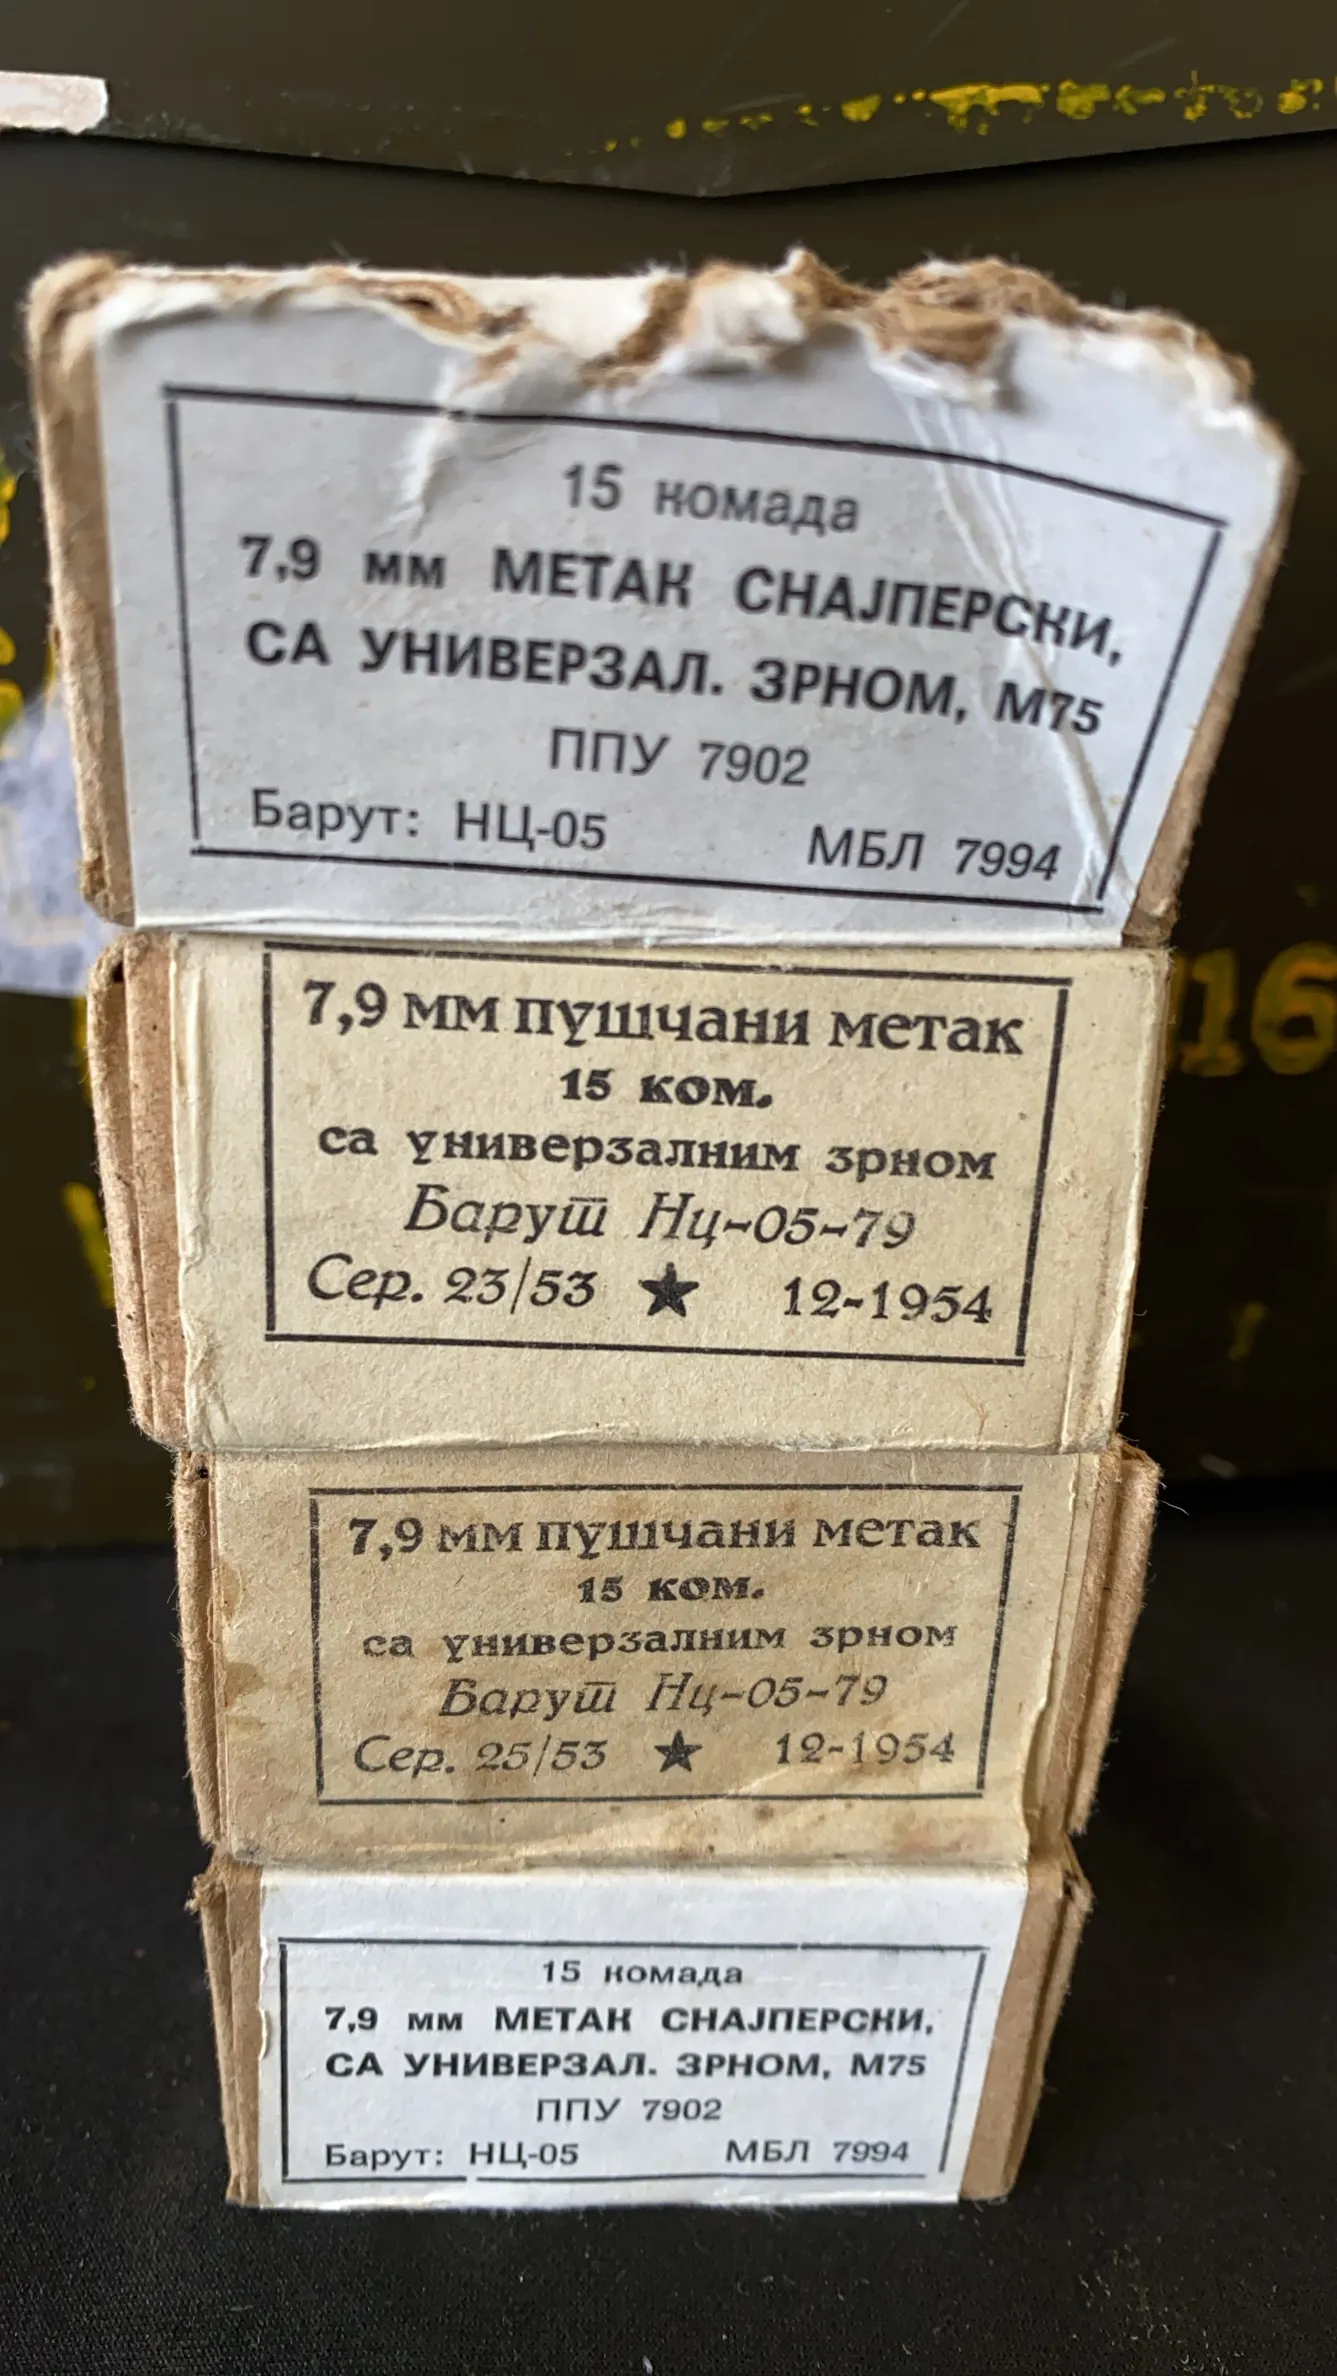 15 комада
7,9 мм МЕТАК СНАЈПЕРСКИ,
СА УНИВЕРЗАЛ. ЗРНОМ, М75
ППУ 7902
Барут: НЦ-05 МБЛ 7994
16
7,9 мм пушчани метак
15 ком.
са универзалним зрном
Барут Нц-05-79
Сер. 23/53 ★ 12-1954
7,9 мм пушчани метак
15 ком.
са универзалним зрном
Барут Нц-05-79
Сер. 25/53 ★ 12-1954
15 комада
7,9 мм МЕТАК СНАЈПЕРСКИ,
СА УНИВЕРЗАЛ. ЗРНОМ, М75
ППУ 7902
Барут: НЦ-05 МБЛ 7994